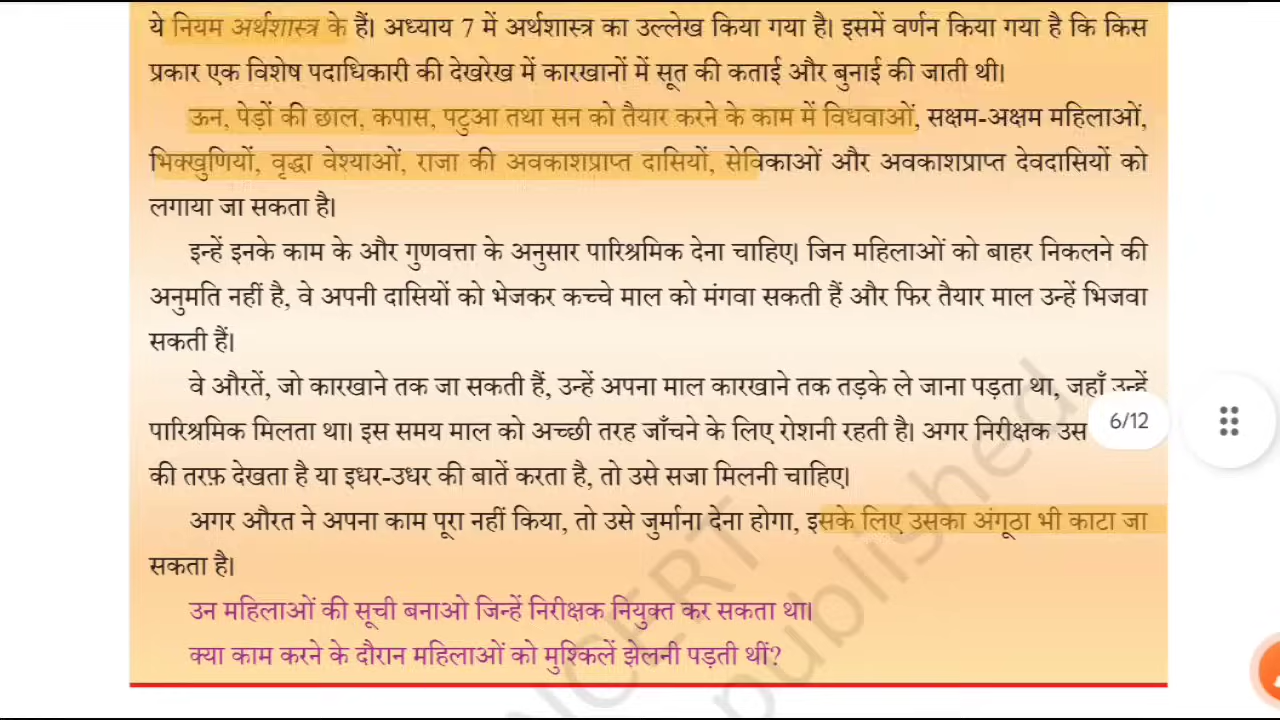 ये नियम अर्थशास्त्र के हैं। अध्याय 7 में अर्थशास्त्र का उल्लेख किया गया है। इसमें वर्णन किया गया है कि किस
प्रकार एक विशेष पदाधिकारी की देखरेख में कारखानों में सूत की कताई और बुनाई की जाती थी।
ऊन, पेड़ों की छाल, कपास, पटुआ तथा सन को तैयार करने के काम में विधवाओं, सक्षम-अक्षम महिलाओं,
भिक्खुणियों, वृद्धा वेश्याओं, राजा की अवकाशप्राप्त दासियों, सेविकाओं और अवकाशप्राप्त देवदासियों को
लगाया जा सकता है।
इन्हें इनके काम के और गुणवत्ता के अनुसार पारिश्रमिक देना चाहिए। जिन महिलाओं को बाहर निकलने की
अनुमति नहीं है, वे अपनी दासियों को भेजकर कच्चे माल को मंगवा सकती हैं और फिर तैयार माल उन्हें भिजवा
सकती हैं।
वे औरतें, जो कारखाने तक जा सकती हैं, उन्हें अपना माल कारखाने तक तड़के ले जाना पड़ता था, जहाँ उन्हें
पारिश्रमिक मिलता था। इस समय माल को अच्छी तरह जाँचने के लिए रोशनी रहती है। अगर निरीक्षक उस
6/12
की तरफ़ देखता है या इधर-उधर की बातें करता है, तो उसे सजा मिलनी चाहिए।
अगर औरत ने अपना काम पूरा नहीं किया, तो उसे जुर्माना देना होगा, इसके लिए उसका अंगूठा भी काटा जा
सकता है।
उन महिलाओं की सूची बनाओ जिन्हें निरीक्षक नियुक्त कर सकता था।
क्या काम करने के दौरान महिलाओं को मुश्किलें झेलनी पड़ती थीं?
NCERT
published